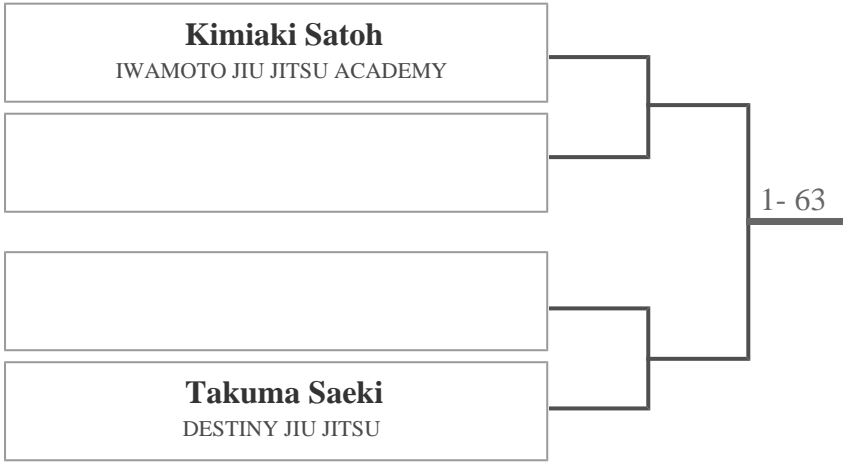 Kimiaki Satoh
IWAMOTO JIU JITSU ACADEMY
1- 63
Takuma Saeki
DESTINY JIU JITSU